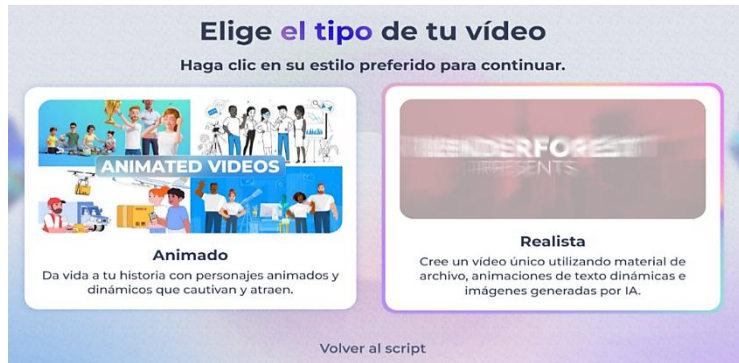 Elige el tipo de tu vídeo
Haga clic en su estilo preferido para continuar.
ANIMATED VIDEOS
Animado
Da vida a tu historia con personajes animados y
dinámicos que cautivan y atraen.
RENDERFOREST
PRESENTS
Realista
Cree un vídeo único utilizando material de
archivo, animaciones de texto dinámicas e
imágenes generadas por IA.
Volver al script